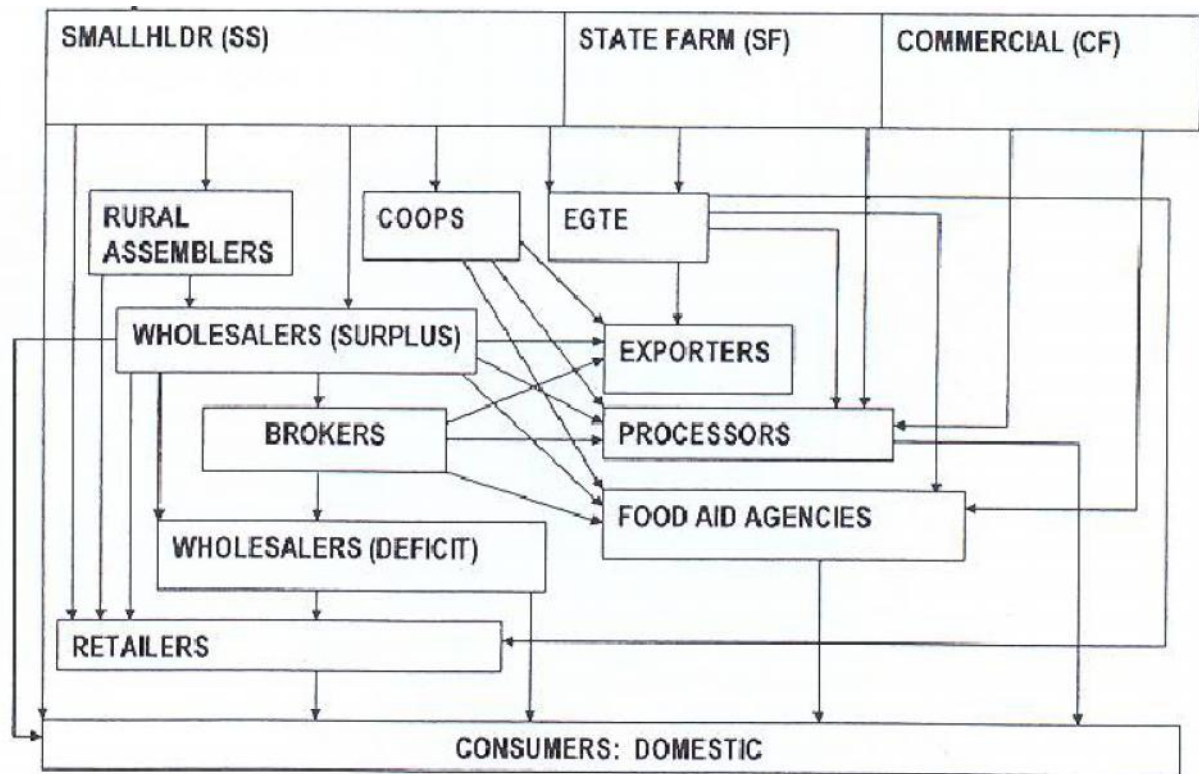 SMALLHLDR (SS)
STATE FARM (SF)
COMMERCIAL (CF)
RURAL
ASSEMBLERS
COOPS
EGTE
WHOLESALERS (SURPLUS)
EXPORTERS
BROKERS
PROCESSORS
FOOD AID AGENCIES
WHOLESALERS (DEFICIT)
RETAILERS
CONSUMERS: DOMESTIC